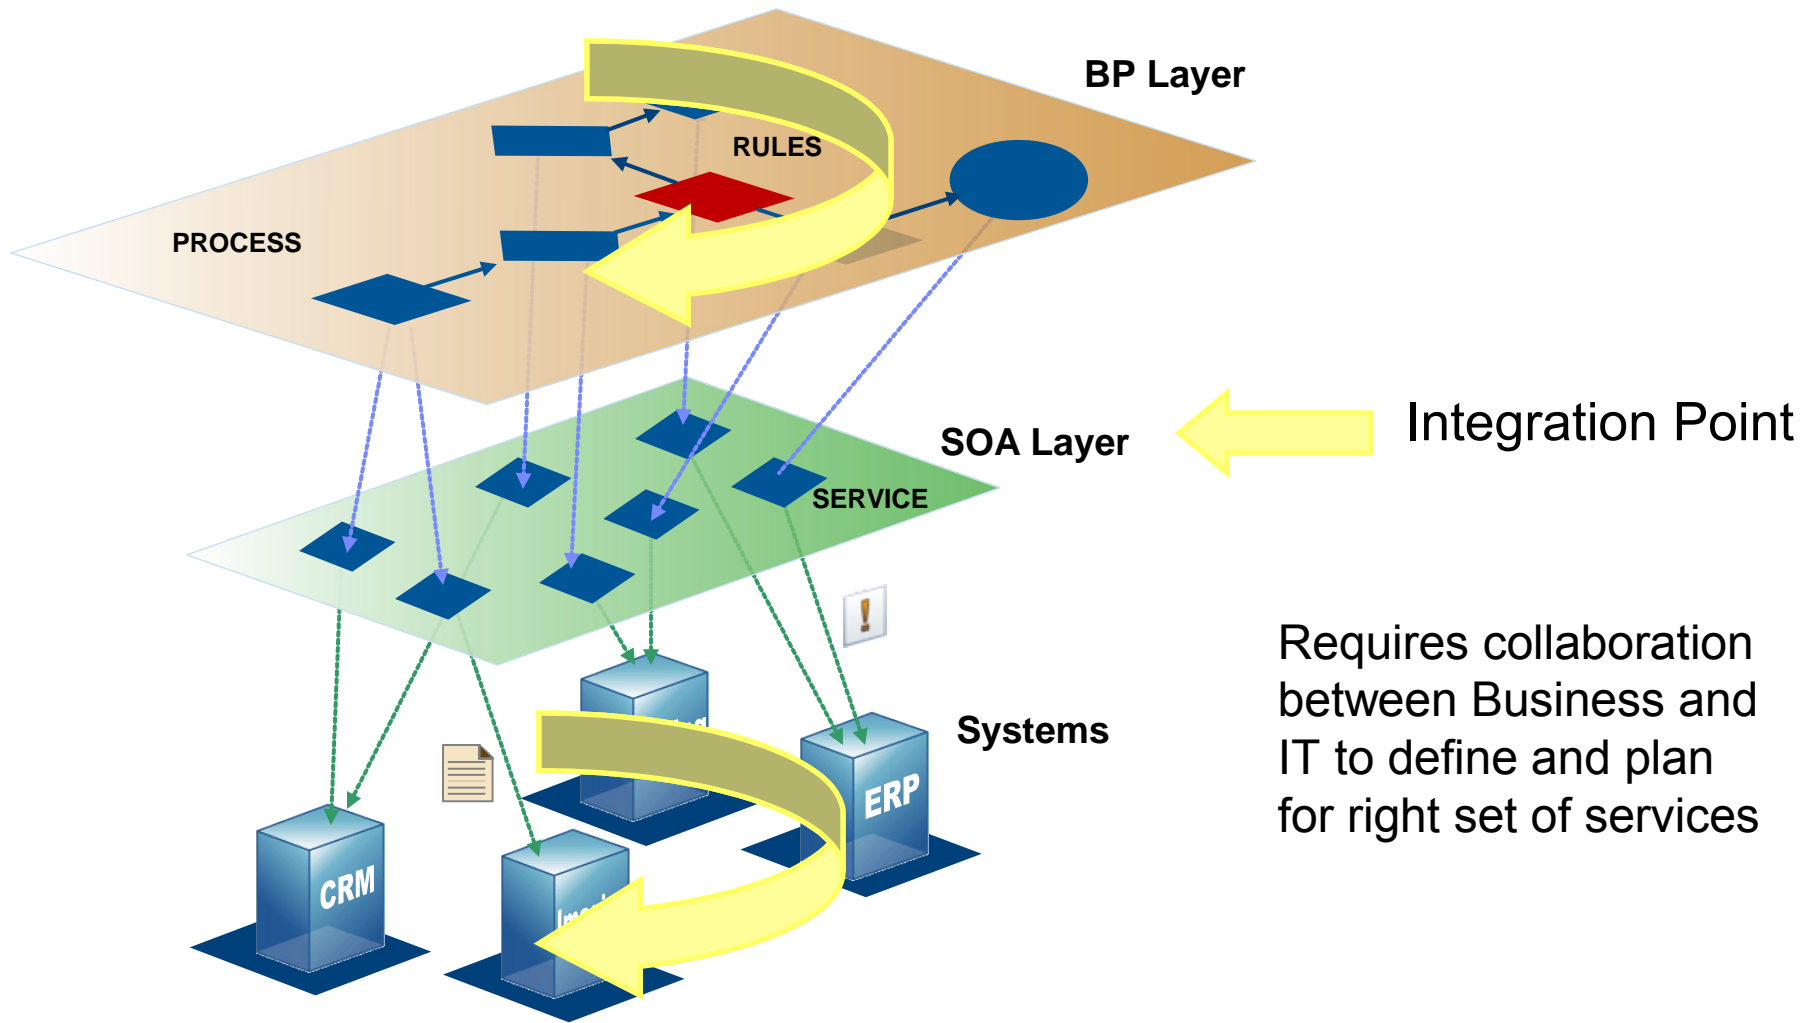 BP Layer
RULES
PROCESS
Integration Point
SOA Layer
SERVICE
Requires collaboration
between Business and
IT to define and plan
for right set of services
Systems
ERP
CRM